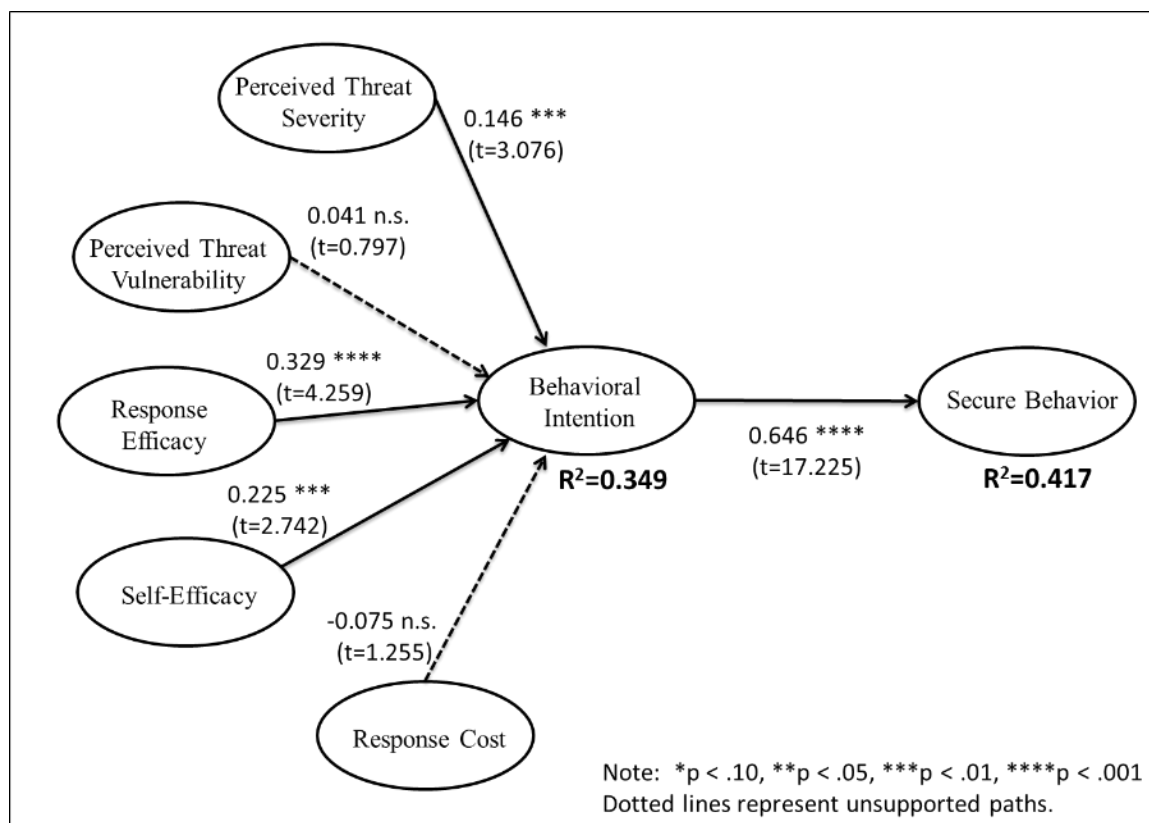 Perceived Threat
Severity
0.146 ***
(t=3.076)
0.041 n.s.
(t=0.797)
Perceived Threat
Vulnerability
0.329 ****
(t=4.259)
Response
Efficacy
Behavioral
Intention
R²=0.349
0.646 ****
(t=17.225)
Secure Behavior
R²=0.417
0.225 ***
(t=2.742)
Self-Efficacy
-0.075 n.s.
(t=1.255)
Response Cost
Note: *p < .10, **p < .05, ***p < .01, ****p < .001
Dotted lines represent unsupported paths.